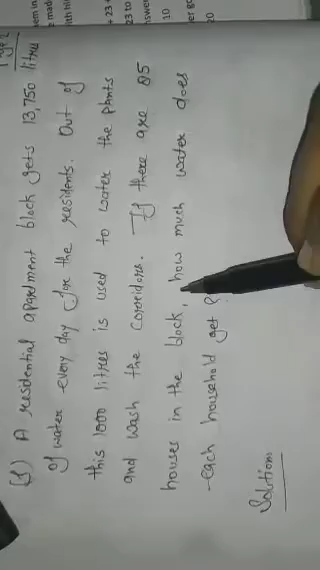 Page 2
(1) A residential apartment block gets 13,750 litres
of water every day for the residents. Out of
this 1000 litres is used to water the plants
and wash the corridors. If there are 85
houses in the block, how much water does
each household get?
Solution: